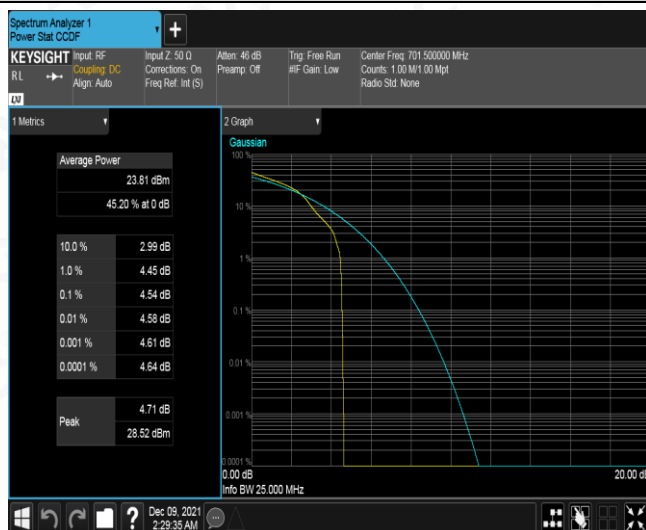 Spectrum Analyzer 1
Power Stat CCDF
+
KEYSIGHT
RL
LXI
Input: RF
Coupling: DC
Align: Auto
Input Z: 50 Ω
Corrections: On
Freq Ref: Int (S)
Atten: 46 dB
Preamp: Off
Trig: Free Run
#IF Gain: Low
Center Freq: 701.500000 MHz
Counts: 1.00 M/1.00 Mpt
Radio Std: None
1 Metrics
Average Power
23.81 dBm
45.20 % at 0 dB
10.0 % 2.99 dB
1.0 % 4.45 dB
0.1 % 4.54 dB
0.01 % 4.58 dB
0.001 % 4.61 dB
0.0001 % 4.64 dB
Peak
4.71 dB
28.52 dBm
2 Graph
Gaussian
100 %
10 %
1 %
0.1 %
0.01 %
0.001 %
0.0001 %
0.00 dB
20.00 dB
Info BW 25.000 MHz
?
Dec 09, 2021
2:29:35 AM